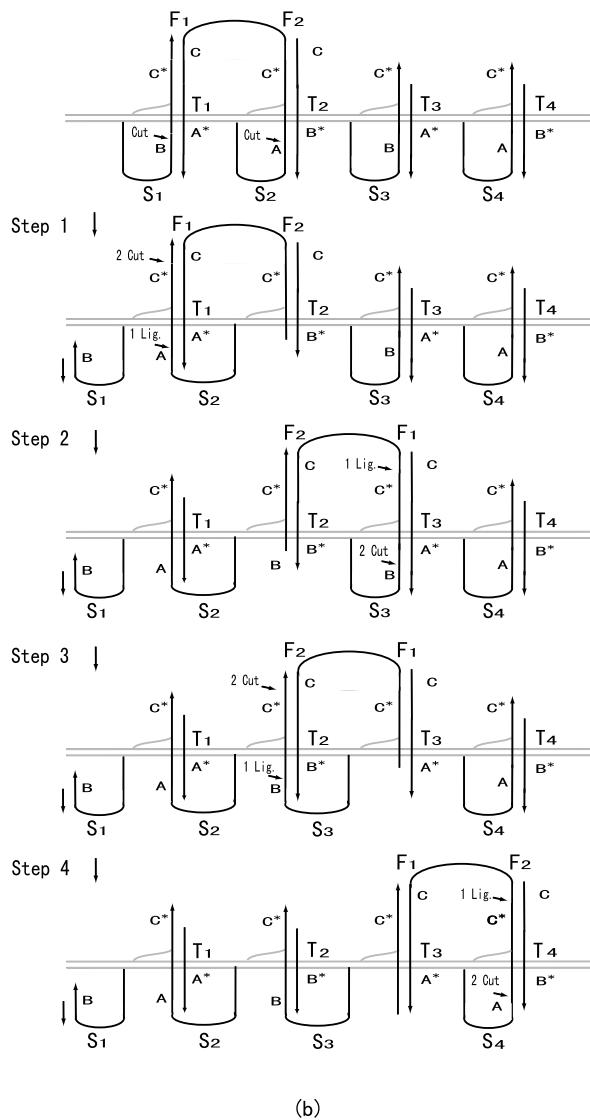 F1 F2
C C
C* C* C* C*
T1 T2 T3 T4
Cut A* Cut B* A* B*
B A B A
S1 S2 S3 S4
Step 1 F1 F2
2 Cut C C
C* C* C* C*
T1 T2 T3 T4
1 Lig. A* B* A* B*
B A B A
S1 S2 S3 S4
Step 2 F2 F1
C 1 Lig. C
C* C* C* C*
T1 T2 T3 T4
A* B* 2 Cut A* B*
B A B B A
S1 S2 S3 S4
Step 3 F2 F1
2 Cut C C
C* C* C* C*
T1 T2 T3 T4
A* 1 Lig. B* A* B*
B A B A
S1 S2 S3 S4
Step 4 F1 F2
C 1 Lig. C
C* C* C* C*
T1 T2 T3 T4
A* B* A* 2 Cut B*
B A B A
S1 S2 S3 S4
(b)